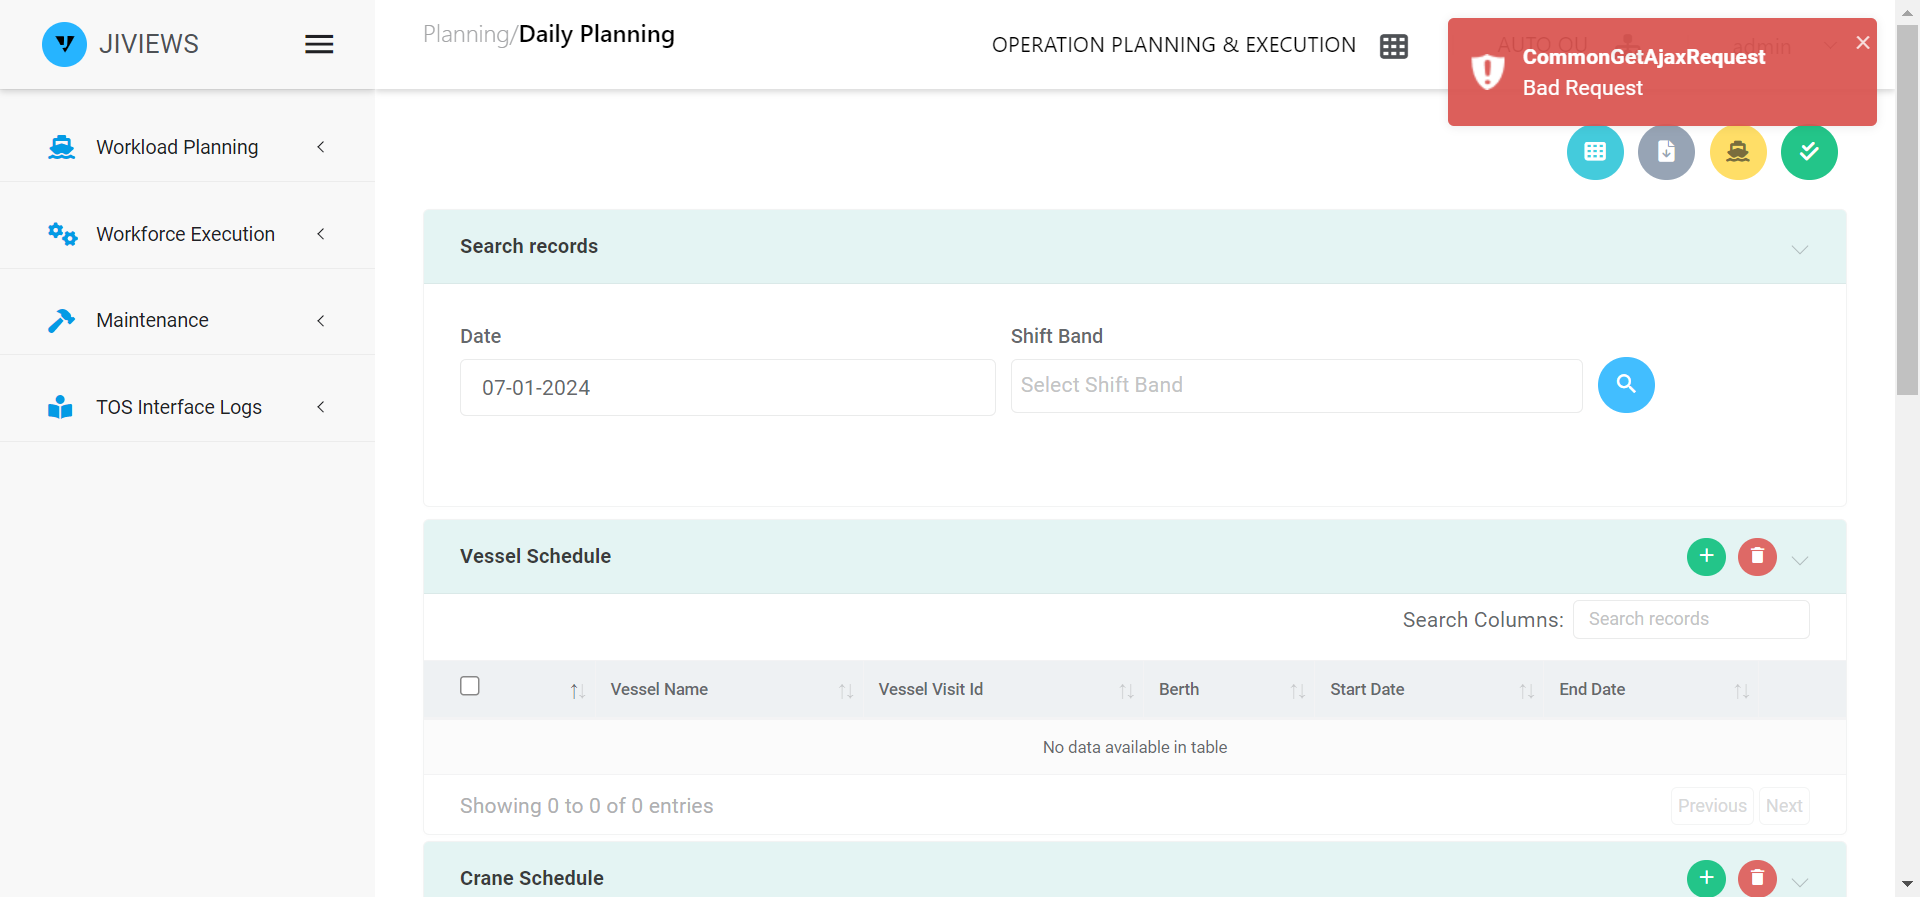 JIVIEWS
Planning/Daily Planning
OPERATION PLANNING & EXECUTION
AUTO OU
admin
CommonGetAjaxRequest
Bad Request
Workload Planning
Workforce Execution
Maintenance
TOS Interface Logs
Search records
Date
Shift Band
07-01-2024
Select Shift Band
Vessel Schedule
Search Columns: Search records
Vessel Name Vessel Visit Id Berth Start Date End Date
No data available in table
Showing 0 to 0 of 0 entries
Previous Next
Crane Schedule